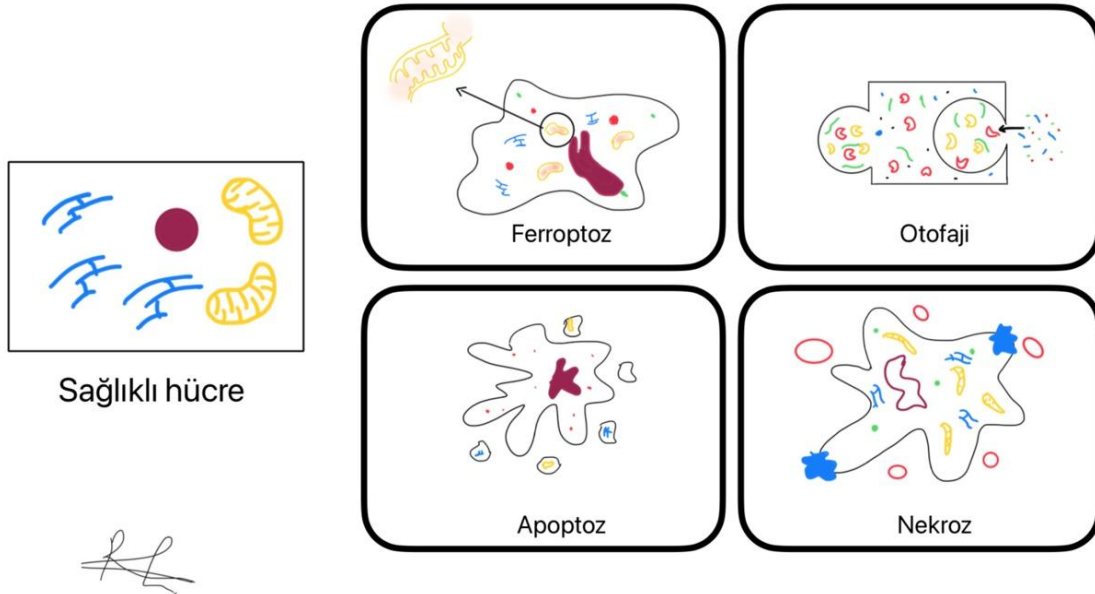 Sağlıklı hücre
Ferroptoz
Otofaji
Apoptoz
Nekroz